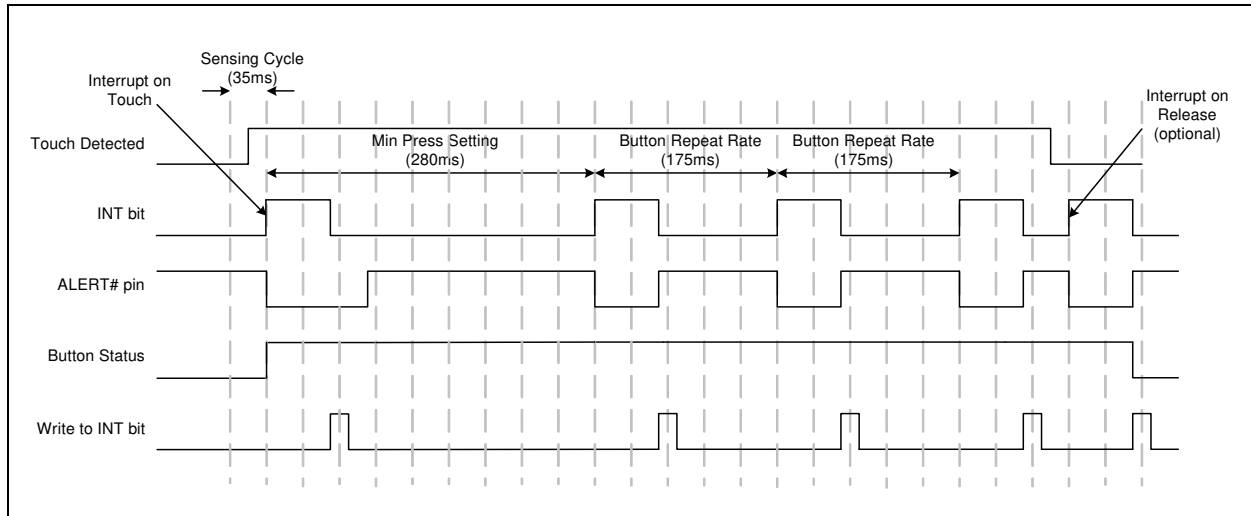 Sensing Cycle
(35ms)
Interrupt on
Touch
Interrupt on
Release
(optional)
Touch Detected
Min Press Setting
(280ms)
Button Repeat Rate
(175ms)
Button Repeat Rate
(175ms)
INT bit
ALERT# pin
Button Status
Write to INT bit